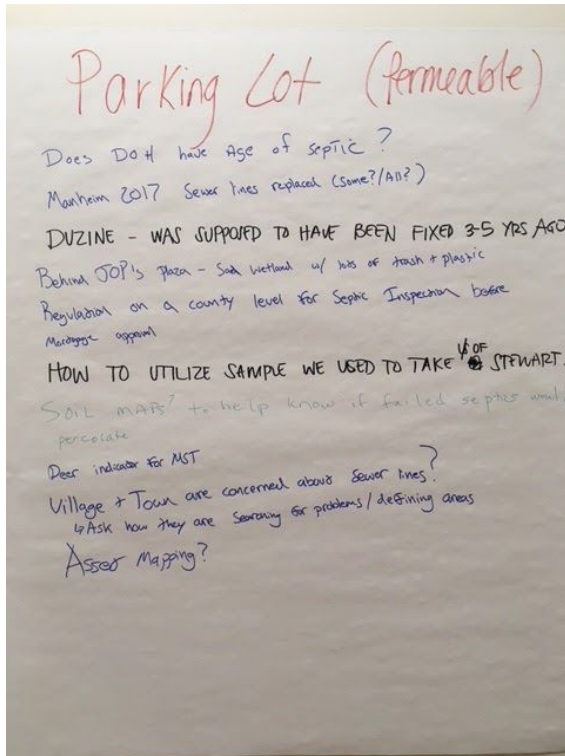 Parking Lot (Permeable)
Does DOH have Age of septic?
Manheim 2017 Sewer lines replaced (Some?/All?)
DUZINE - WAS SUPPOSED TO HAVE BEEN FIXED 3-5 YRS AGO
Behind JOP's Plaza - Sad Wetland w/ lots of trash + plastic
Regulation on a county level for Septic Inspection before
Mortgage approval
HOW TO UTILIZE SAMPLE WE USED TO TAKE OF STEWART.
Soil maps? to help know if failed septics would
percolate
Deer indicator for MST
Village + Town are concerned about Sewer lines?
↳Ask how they are searching for problems/defining areas
Asset Mapping?